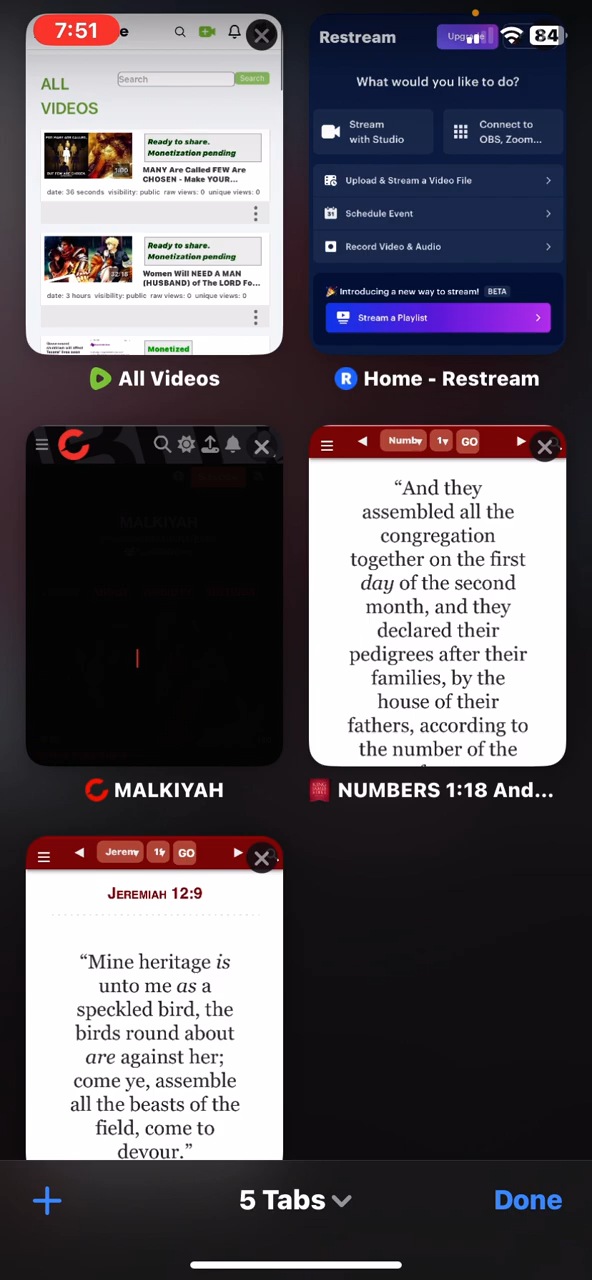 7:51
84
ALL
VIDEOS
Search
Search
Ready to share.
Monetization pending
MANY Are Called FEW Are
CHOSEN - Make YOUR...
1:00
date: 36 seconds visibility: public raw views: 0 unique views: 0
Ready to share.
Monetization pending
Women Will NEED A MAN
(HUSBAND) of The LORD Fo...
32:18
date: 3 hours visibility: public raw views: 0 unique views: 0
Monetized
All Videos
Restream
What would you like to do?
Stream
with Studio
Connect to
OBS, Zoom...
Upload & Stream a Video File
Schedule Event
Record Video & Audio
Introducing a new way to stream! BETA
Stream a Playlist
R Home - Restream
MALKIYAH
MALKIYAH
Numb
1
GO
“And they
assembled all the
congregation
together on the first
day of the second
month, and they
declared their
pedigrees after their
families, by the
house of their
fathers, according to
the number of the
NUMBERS 1:18 And...
Jerem
GO
JEREMIAH 12:9
“Mine heritage is
unto me as a
speckled bird, the
birds round about
are against her;
come ye, assemble
all the beasts of the
field, come to
devour.”
5 Tabs
Done